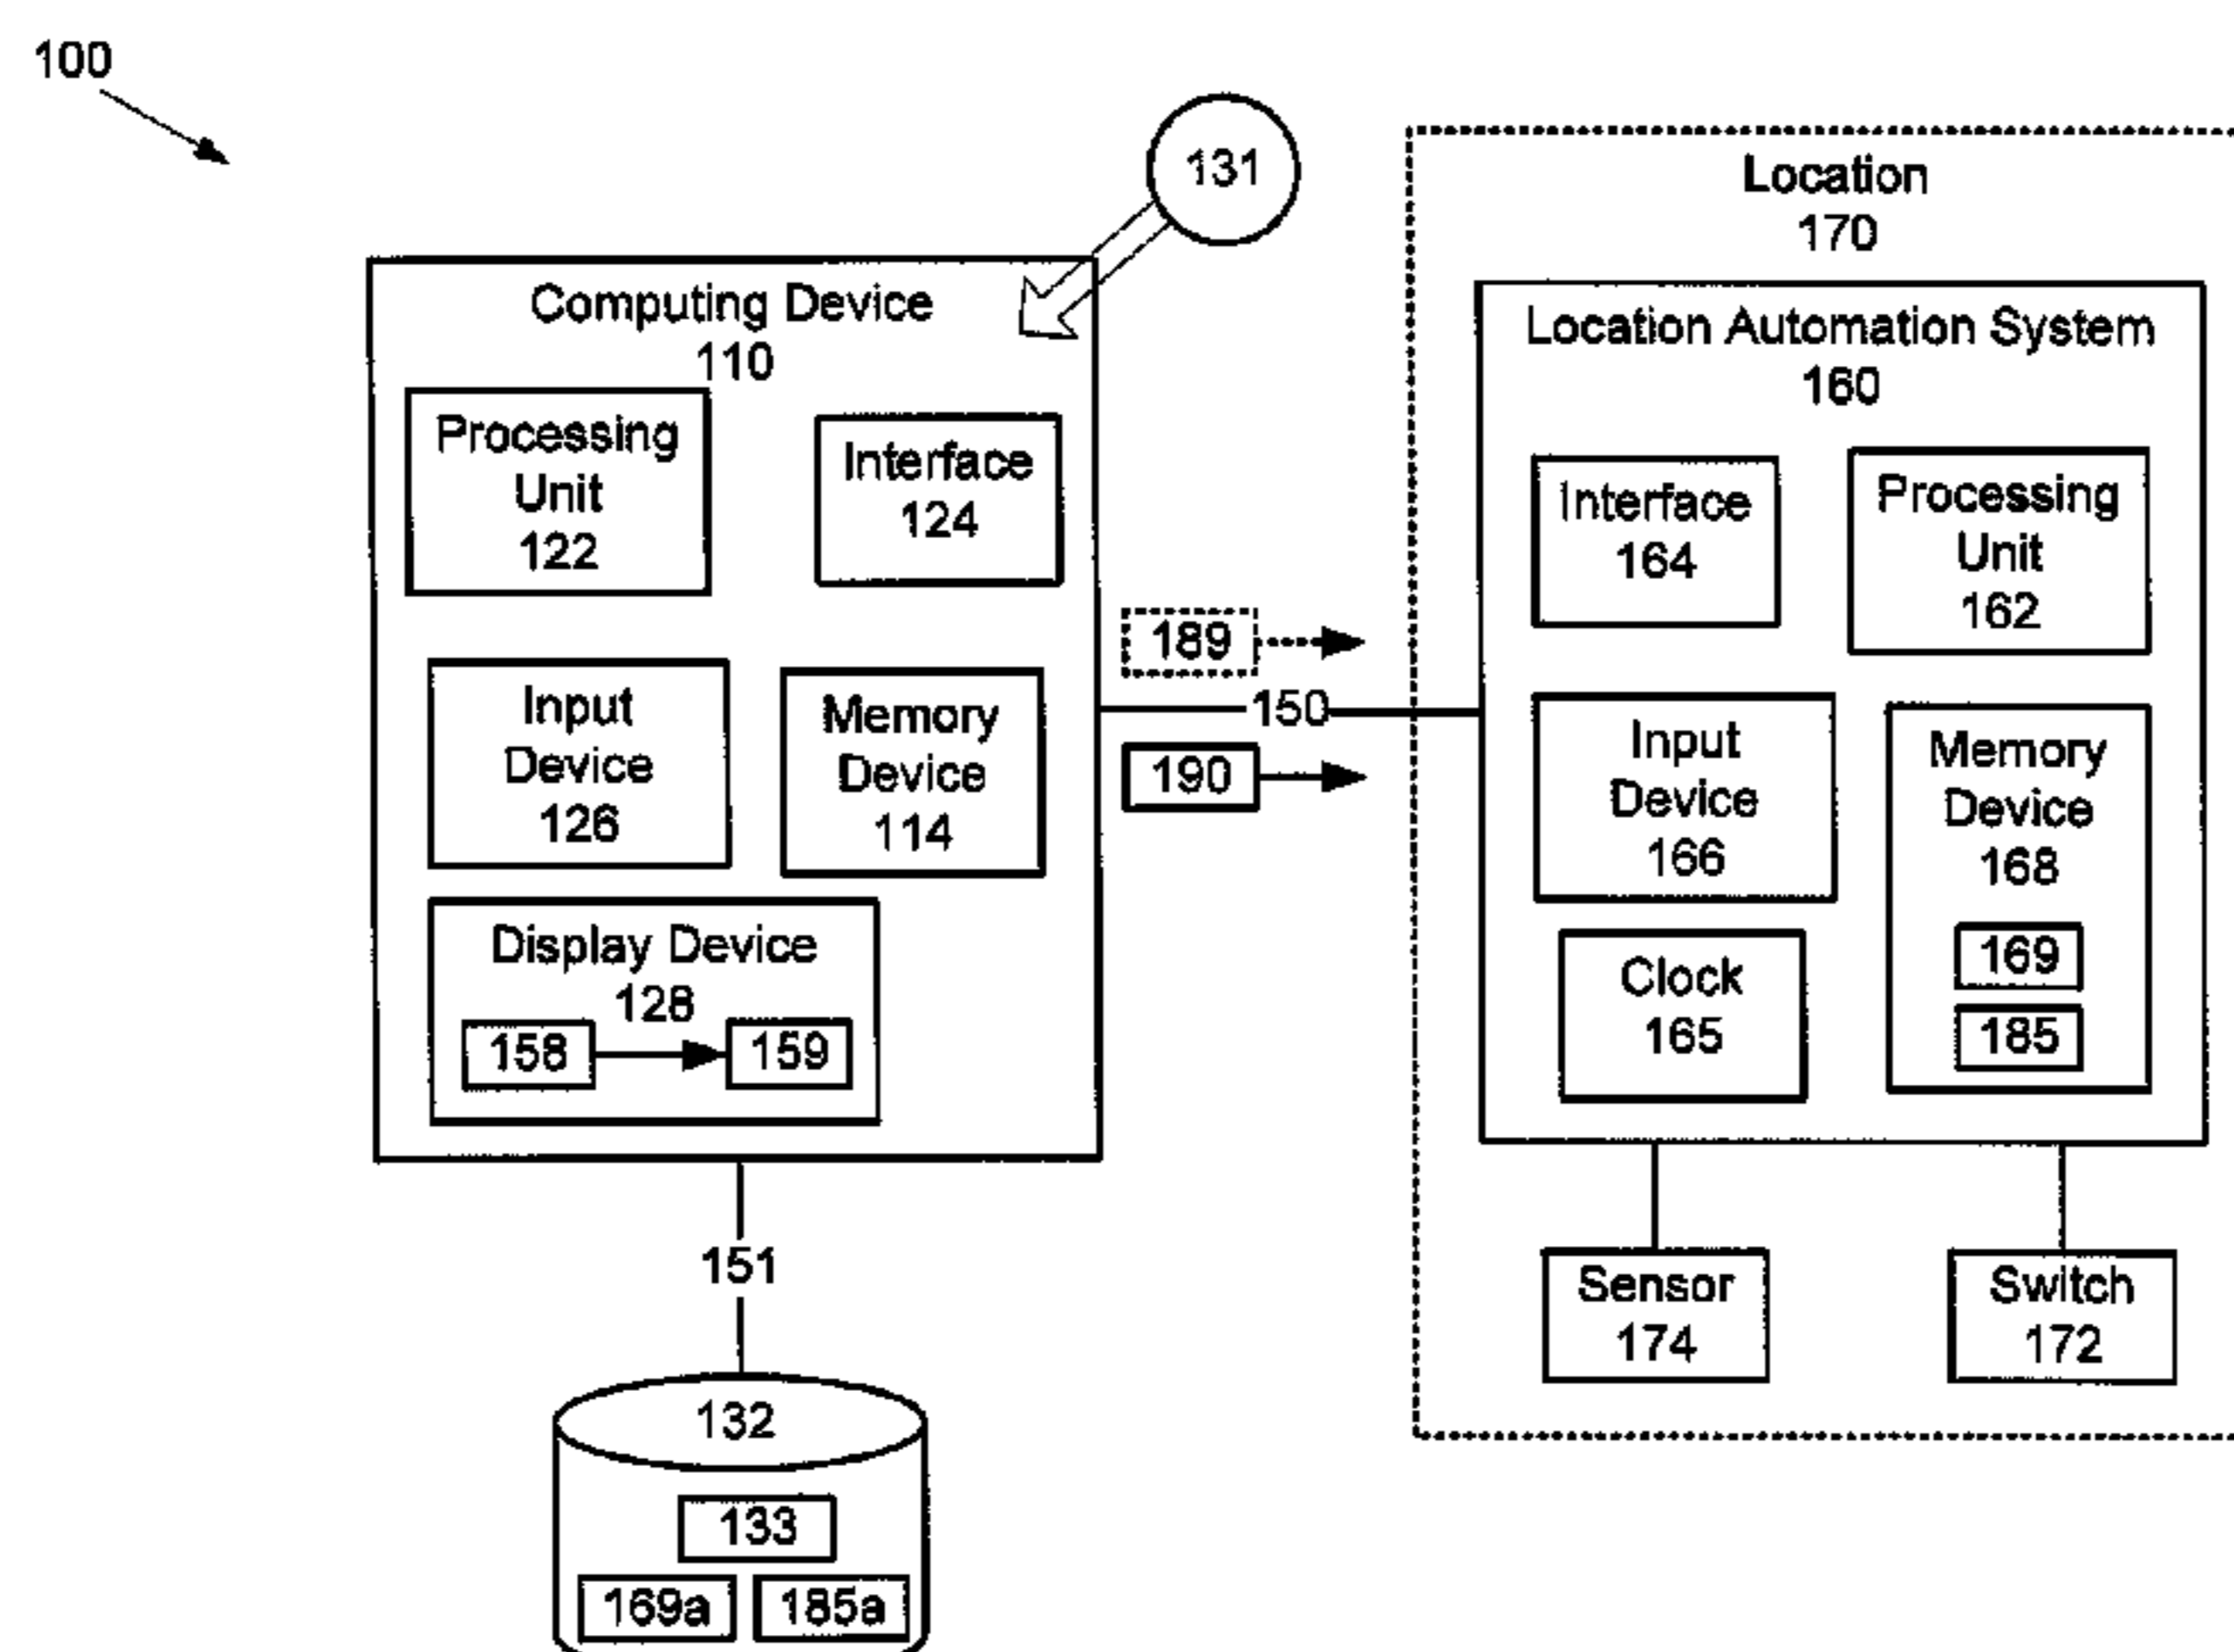 100
131
Location
170
Computing Device
110
Location Automation System
160
Processing
Unit
122
Interface
124
Interface
164
Processing
Unit
162
189
Input
Device
126
Memory
Device
114
150
190
Input
Device
166
Memory
Device
168
169
185
Display Device
128
158
159
Clock
165
151
Sensor
174
Switch
172
132
133
169a
185a